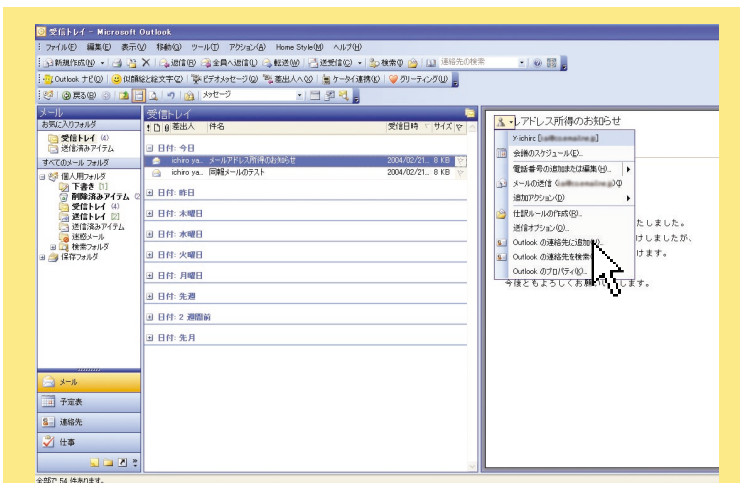 受信トレイ - Microsoft Outlook
ファイル(F) 編集(E) 表示(V) 移動(G) ツール(T) アクション(A) Home Style(M) ヘルプ(H)
新規作成(N) 返信(R) 全員へ返信(L) 転送(W) 送受信(C) 検索(I) 連絡先の検索
Outlook ナビ(Q) 似顔絵と絵文字(Z) ビデオメッセージ(Q) 差出人へ(X) ケータイ連携(K) グリーティング(U)
戻る(B) メッセージ
メール
お気に入りフォルダ
受信トレイ (4)
送信済みアイテム
すべてのメール フォルダ
個人用フォルダ
下書き [1]
削除済みアイテム
受信トレイ (4)
送信トレイ [2]
送信済みアイテム
迷惑メール
検索フォルダ
保存フォルダ
メール
予定表
連絡先
仕事
受信トレイ
差出人 件名 受信日時 サイズ
日付: 今日
ichiro ya... メールアドレス所得のお知らせ 2004/02/21... 8 KB
ichiro ya... 同報メールのテスト 2004/02/21... 8 KB
日付: 昨日
日付: 木曜日
日付: 水曜日
日付: 火曜日
日付: 月曜日
日付: 先週
日付: 2 週間前
日付: 先月
レアドレス所得のお知らせ
会議のスケジュール(E)...
電話番号の追加または編集(H)...
メールの送信
追加アクション(D)
仕訳ルールの作成(R)...
送信オプション(O)...
Outlook の連絡先に追加
Outlook の連絡先を検索
Outlook のプロパティ(K)...
たしました。
けしましたが、
けます。
今後ともよろしくお願いします。
全部で 54 件あります。